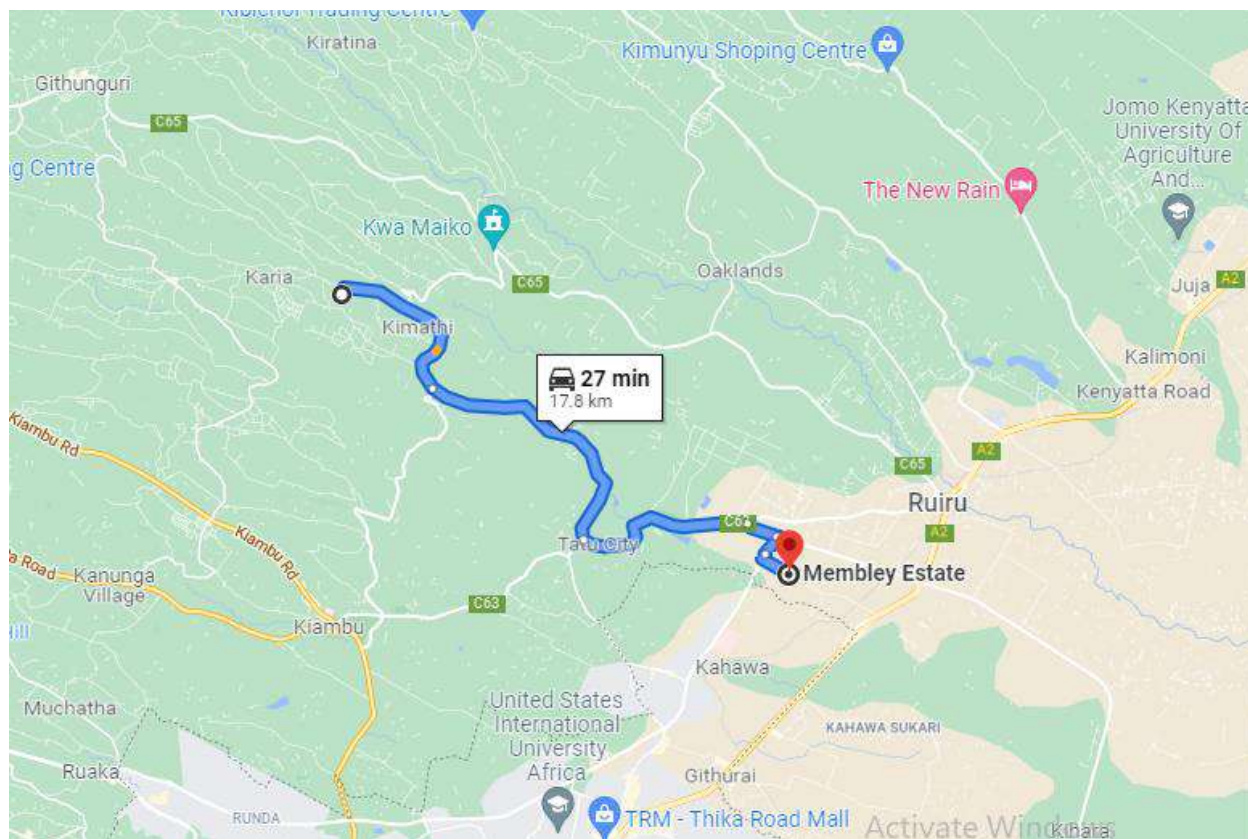 Kiratina
Kimunyu Shoping Centre
Githunguri
C65
Jomo Kenyatta
University Of
Agriculture
And...
ng Centre
The New Rain
Kwa Maiko
Karia
Oaklands
C65
Juja
A2
Kimathi
Kalimoni
27 min
17.8 km
Kenyatta Road
Kiambu Rd
A2
C65
Ruiru
Kiambu Rd
C63
A2
Tatu City
Road
Kanunga
Village
Membley Estate
C63
Kiambu
Kahawa
Muchatha
United States
International
University
Africa
KAHAWA SUKARI
Ruaka
Githurai
RUNDA
TRM - Thika Road Mall
Activate Windows